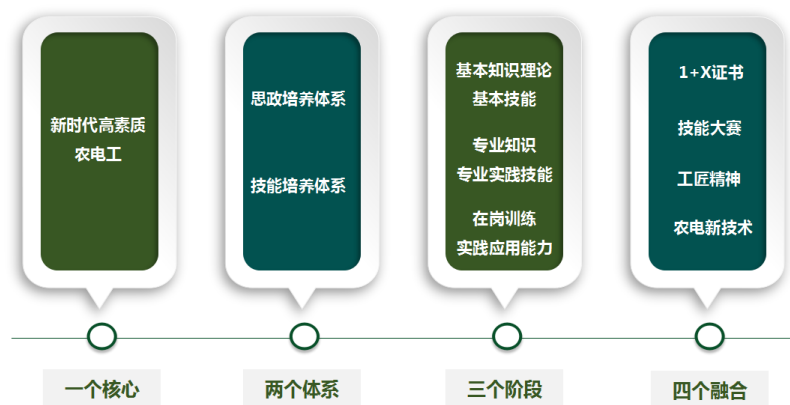 新时代高素质
农电工
思政培养体系
技能培养体系
基本知识理论
基本技能
专业知识
专业实践技能
在岗训练
实践应用能力
1+X证书
技能大赛
工匠精神
农电新技术
一个核心
两个体系
三个阶段
四个融合